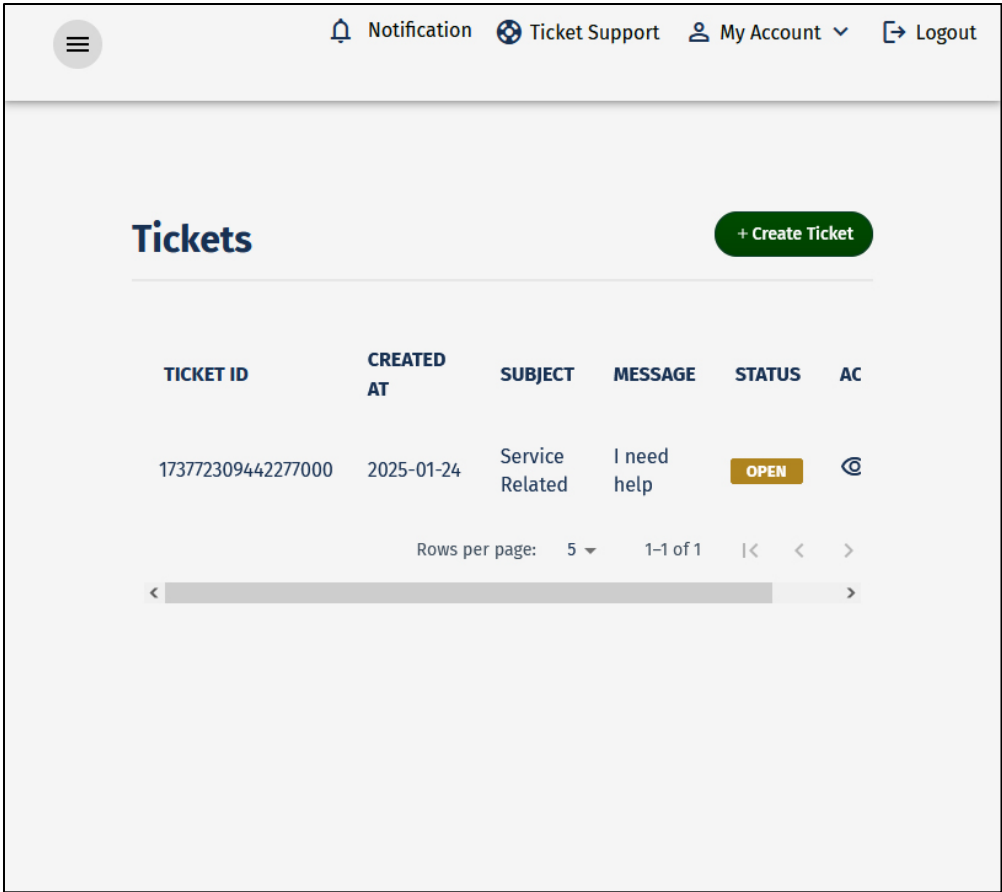 Notification Ticket Support My Account Logout
Tickets + Create Ticket
TICKET ID CREATED AT SUBJECT MESSAGE STATUS AC
173772309442277000 2025-01-24 Service Related I need help OPEN
Rows per page: 5 1–1 of 1